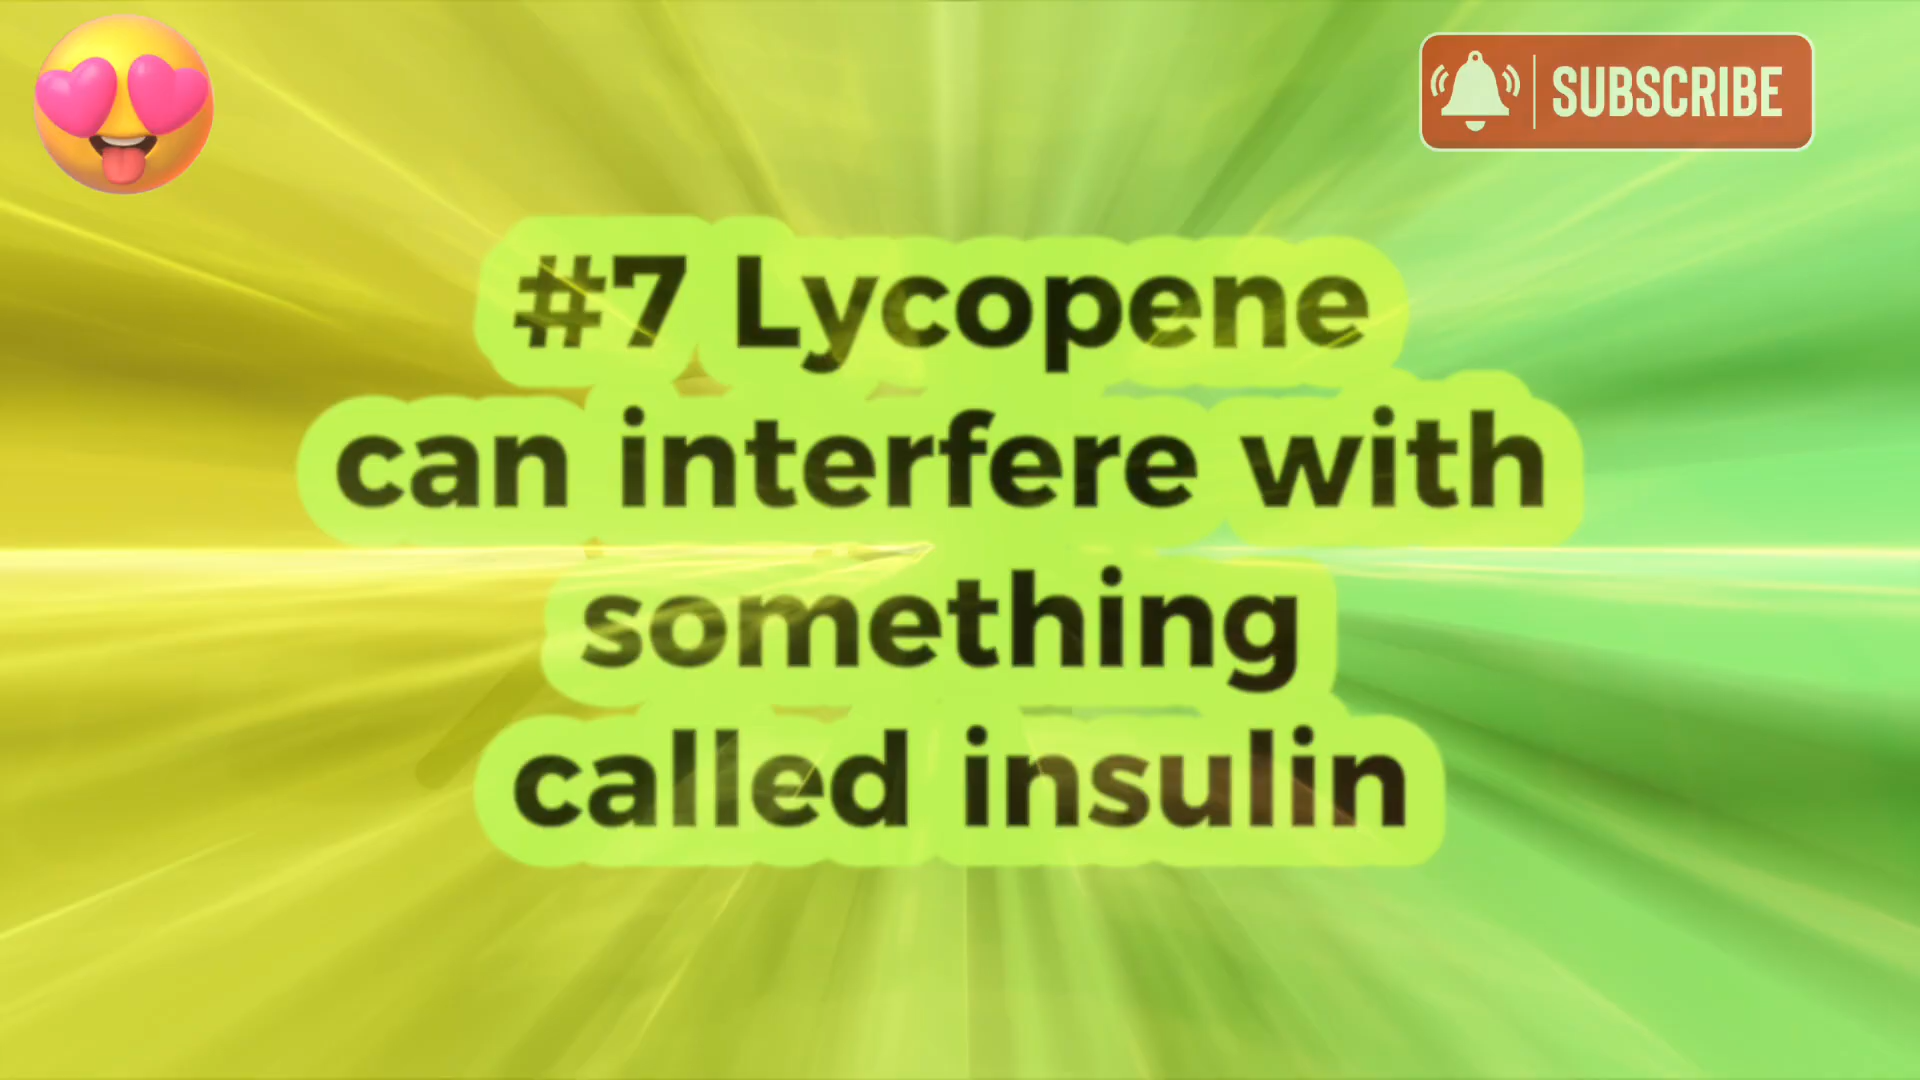 SUBSCRIBE
#7 Lycopene
can interfere with
something
called insulin